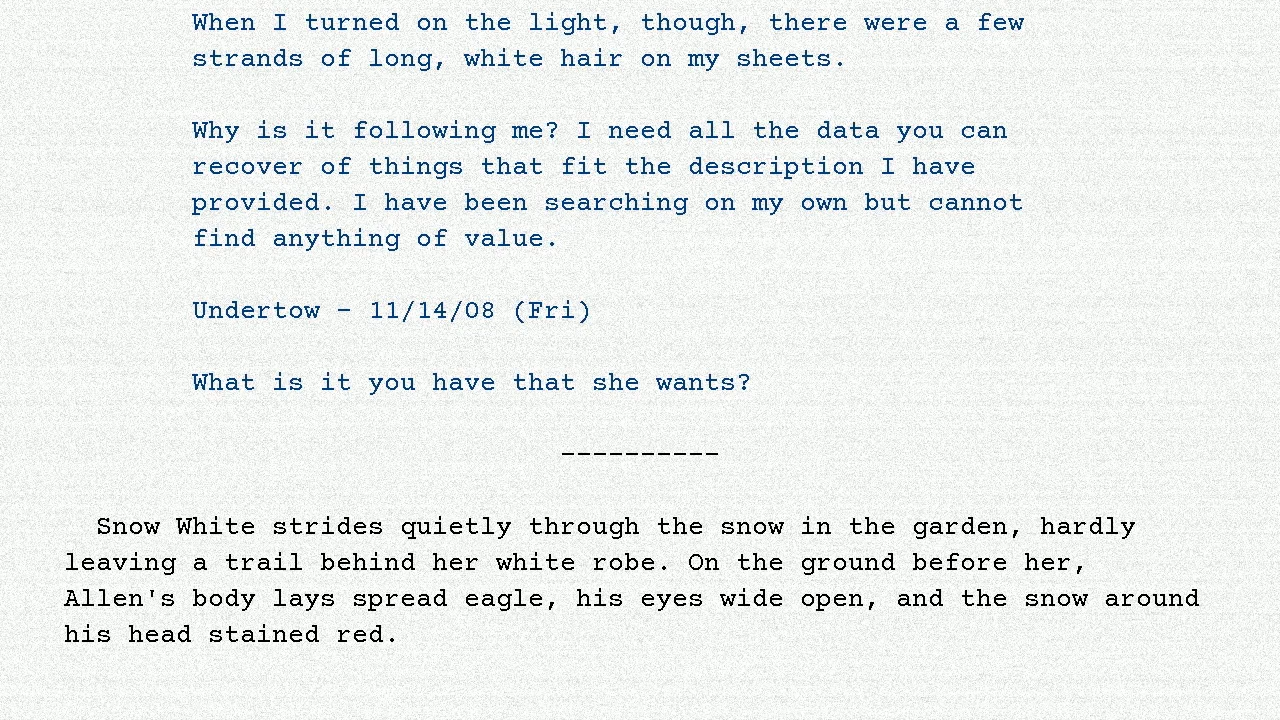 When I turned on the light, though, there were a few
strands of long, white hair on my sheets.
Why is it following me? I need all the data you can
recover of things that fit the description I have
provided. I have been searching on my own but cannot
find anything of value.
Undertow - 11/14/08 (Fri)
What is it you have that she wants?
----------
Snow White strides quietly through the snow in the garden, hardly
leaving a trail behind her white robe. On the ground before her,
Allen's body lays spread eagle, his eyes wide open, and the snow around
his head stained red.